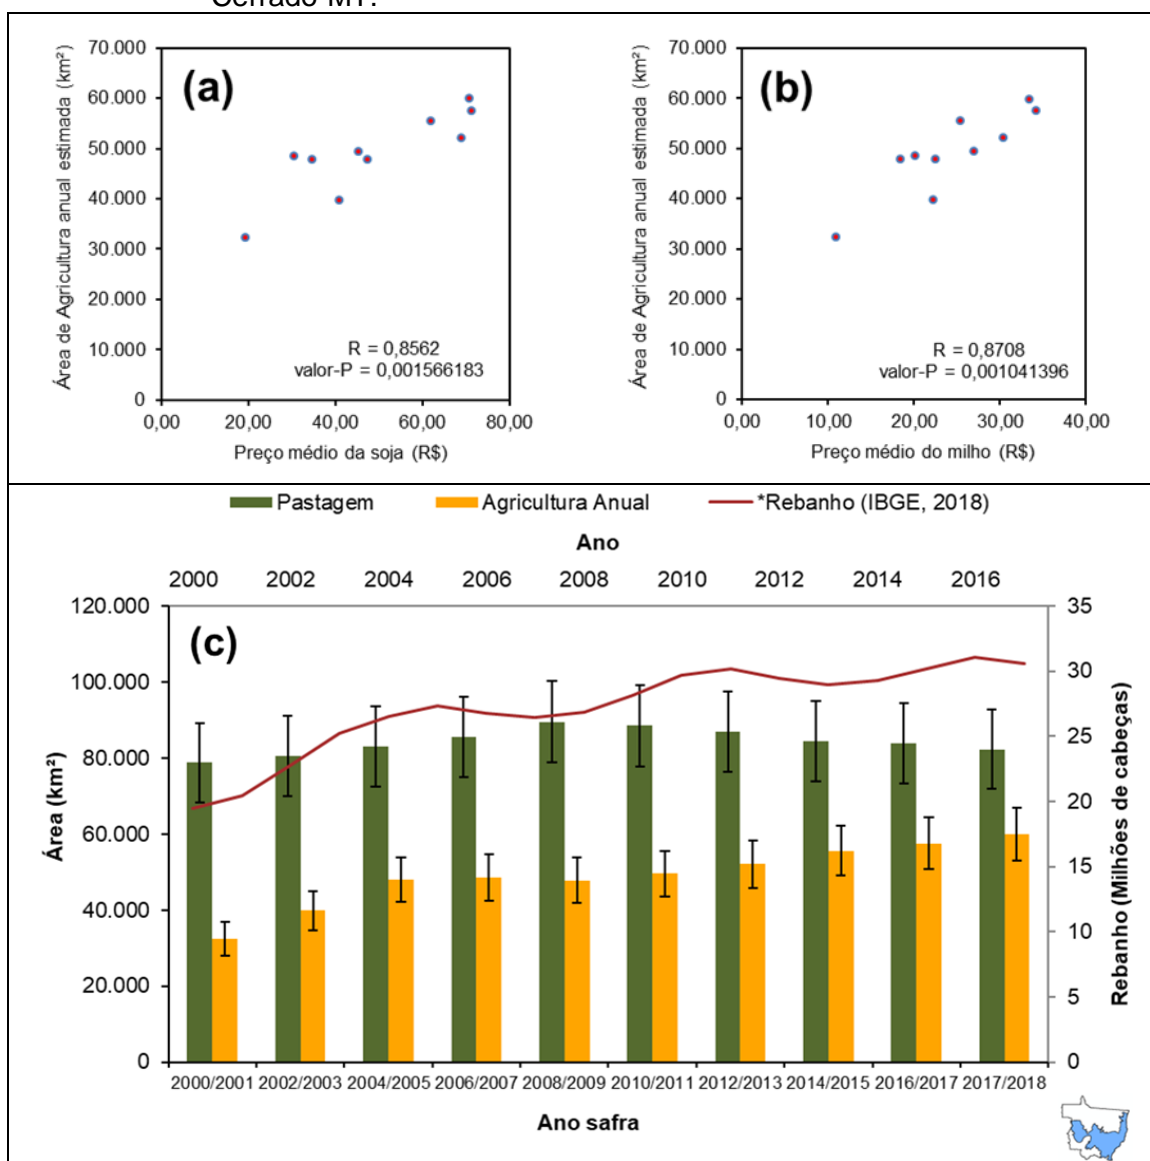 Cerrado MT.
70.000
60.000
50.000
40.000
30.000
20.000
10.000
0
Área de Agricultura anual estimada (km²)
(a)
R = 0,8562
valor-P = 0,001566183
0,00 20,00 40,00 60,00 80,00
Preço médio da soja (R$)
70.000
60.000
50.000
40.000
30.000
20.000
10.000
0
Área de Agricultura anual estimada (km²)
(b)
R = 0,8708
valor-P = 0,001041396
0,00 10,00 20,00 30,00 40,00
Preço médio do milho (R$)
Pastagem Agricultura Anual *Rebanho (IBGE, 2018)
Ano
2000 2002 2004 2006 2008 2010 2012 2014 2016
120.000
100.000
80.000
60.000
40.000
20.000
0
Área (km²)
(c)
35
30
25
20
15
10
5
0
Rebanho (Milhões de cabeças)
2000/2001 2002/2003 2004/2005 2006/2007 2008/2009 2010/2011 2012/2013 2014/2015 2016/2017 2017/2018
Ano safra